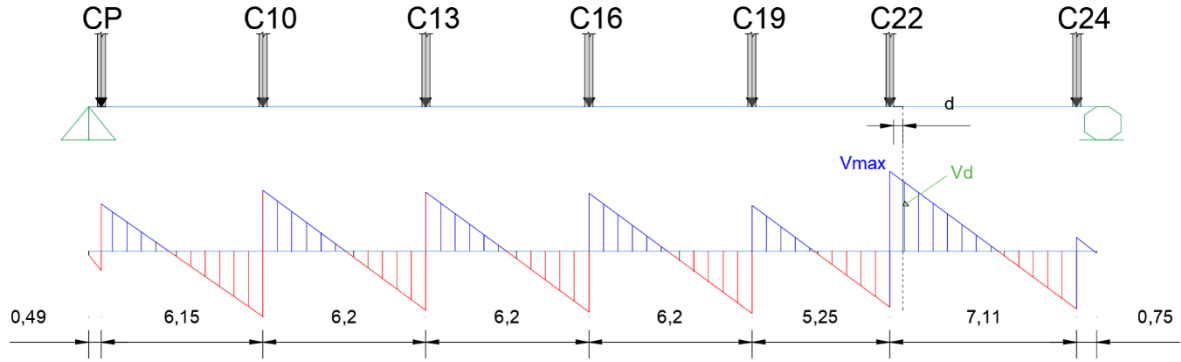 CP C10 C13 C16 C19 C22 C24
d
Vmax Vd
0,49 6,15 6,2 6,2 6,2 5,25 7,11 0,75